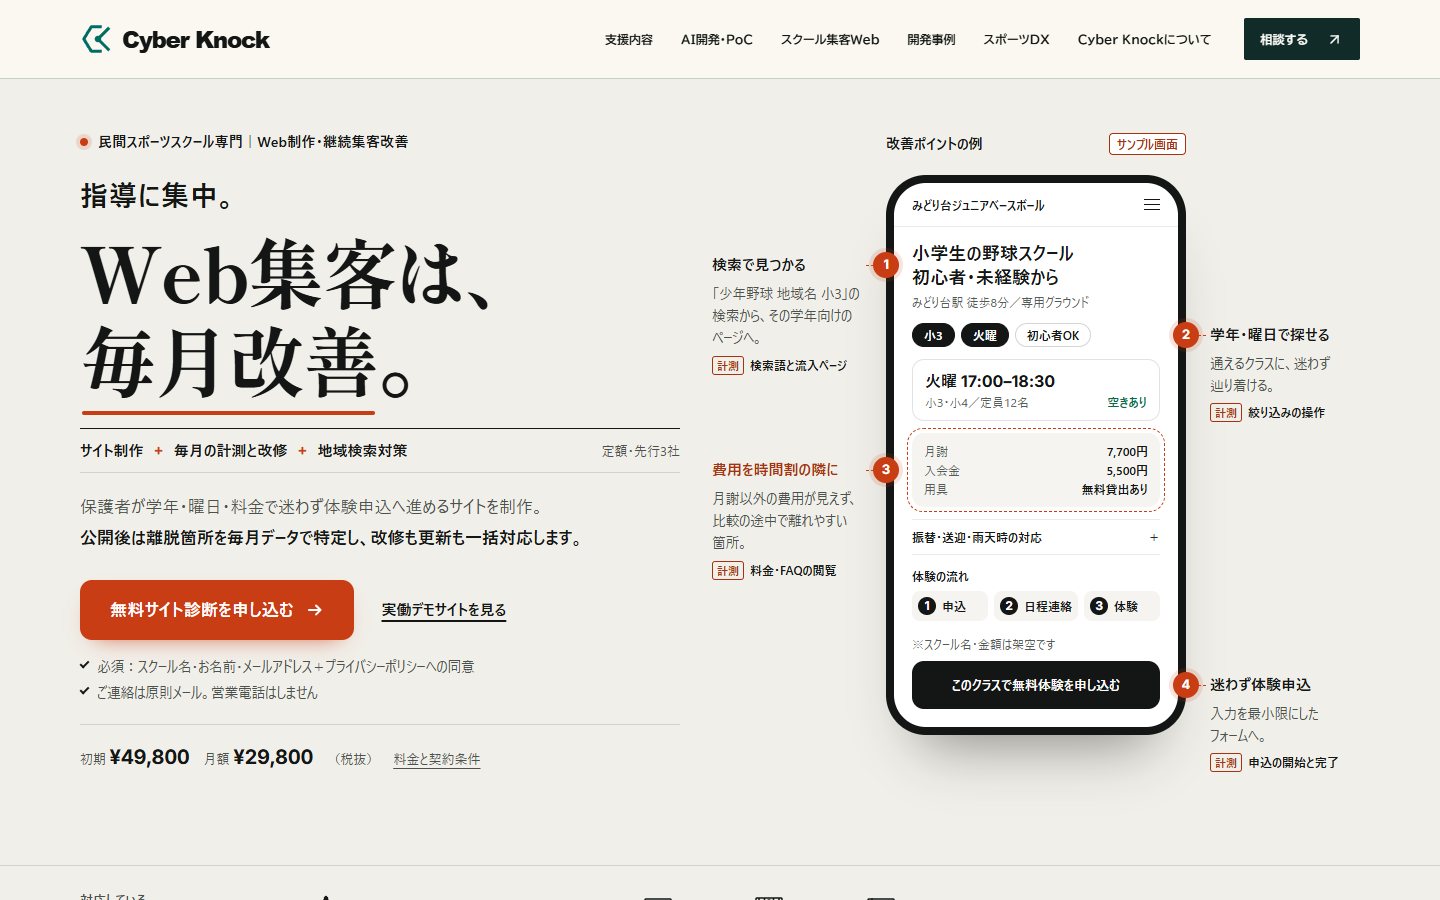 Cyber Knock
支援内容
AI開発・PoC
スクール集客Web
開発事例
スポーツDX
Cyber Knockについて
相談する
民間スポーツスクール専門｜Web制作・継続集客改善
指導に集中。
Web集客は、
毎月改善。
サイト制作 + 毎月の計測と改修 + 地域検索対策
定額・先行3社
保護者が学年・曜日・料金で迷わず体験申込へ進めるサイトを制作。
公開後は離脱箇所を毎月データで特定し、改修も更新も一括対応します。
無料サイト診断を申し込む →
実働デモサイトを見る
必須：スクール名・お名前・メールアドレス＋プライバシーポリシーへの同意
ご連絡は原則メール。営業電話はしません
初期 ¥49,800 月額 ¥29,800 （税抜） 料金と契約条件
改善ポイントの例
サンプル画面
1
検索で見つかる
「少年野球 地域名 小3」の
検索から、その学年向けの
ページへ。
計測 検索語と流入ページ
3
費用を時間割の隣に
月謝以外の費用が見えず、
比較の途中で離れやすい
箇所。
計測 料金・FAQの閲覧
みどり台ジュニアベースボール
小学生の野球スクール
初心者・未経験から
みどり台駅 徒歩8分／専用グラウンド
小3 火曜 初心者OK
火曜 17:00–18:30
小3・小4／定員12名 空きあり
月謝 7,700円
入会金 5,500円
用具 無料貸出あり
振替・送迎・雨天時の対応 +
体験の流れ
1 申込 2 日程連絡 3 体験
※スクール名・金額は架空です
このクラスで無料体験を申し込む
2
学年・曜日で探せる
通えるクラスに、迷わず
辿り着ける。
計測 絞り込みの操作
4
迷わず体験申込
入力を最小限にした
フォームへ。
計測 申込の開始と完了
対応している